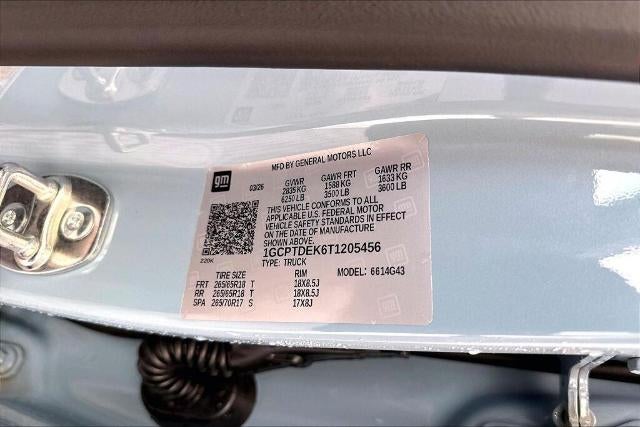 MFD BY GENERAL MOTORS LLC
gm
03/26 GVWR GAWR FRT GAWR RR
2835 KG 1588 KG 1633 KG
6250 LB 3500 LB 3600 LB
THIS VEHICLE CONFORMS TO ALL
APPLICABLE U.S. FEDERAL MOTOR
VEHICLE SAFETY STANDARDS IN EFFECT
ON THE DATE OF MANUFACTURE
SHOWN ABOVE.
1GCPTDEK6T1205456
220K TYPE: TRUCK MODEL: 6614G43
TIRE SIZE RIM
FRT 265/65R18 T 18X8.5J
RR 265/65R18 T 18X8.5J
SPA 265/70R17 S 17X8J